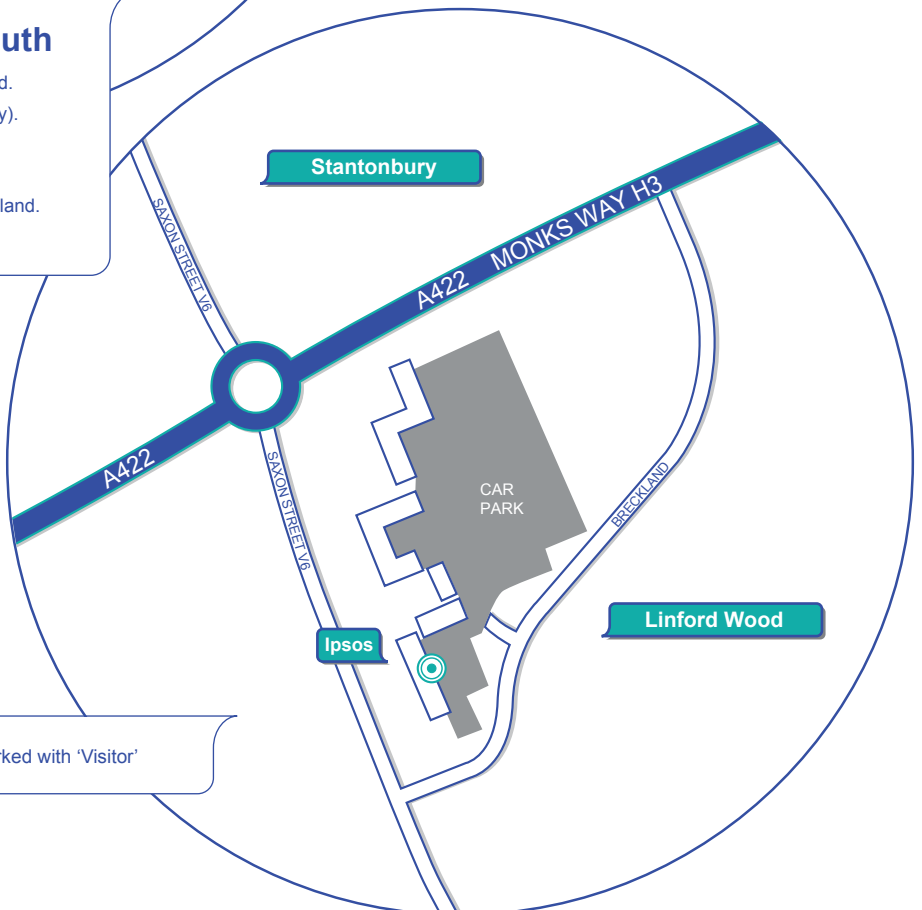 uth
d.
y).
land.
Stantonbury
SAXON STREET V6
A422 MONKS WAY H3
A422
SAXON STREET V6
CAR
PARK
BRECKLAND
Linford Wood
Ipsos
rked with ‘Visitor’